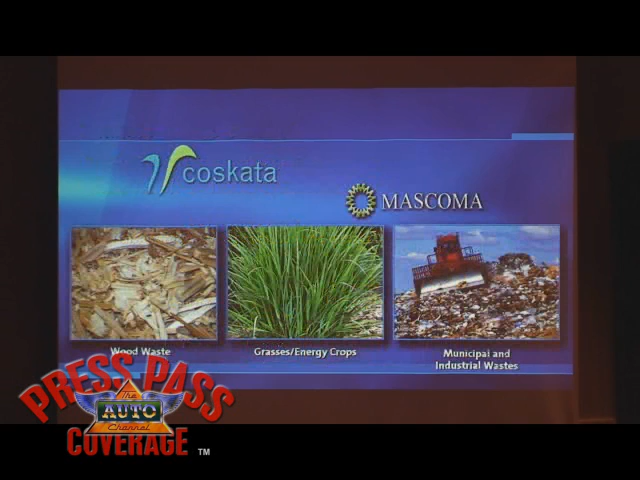 coskata
MASCOMA
Wood Waste
Grasses/Energy Crops
Municipal and
Industrial Wastes
PRESS PASS
The
AUTO
Channel
COVERAGE
TM